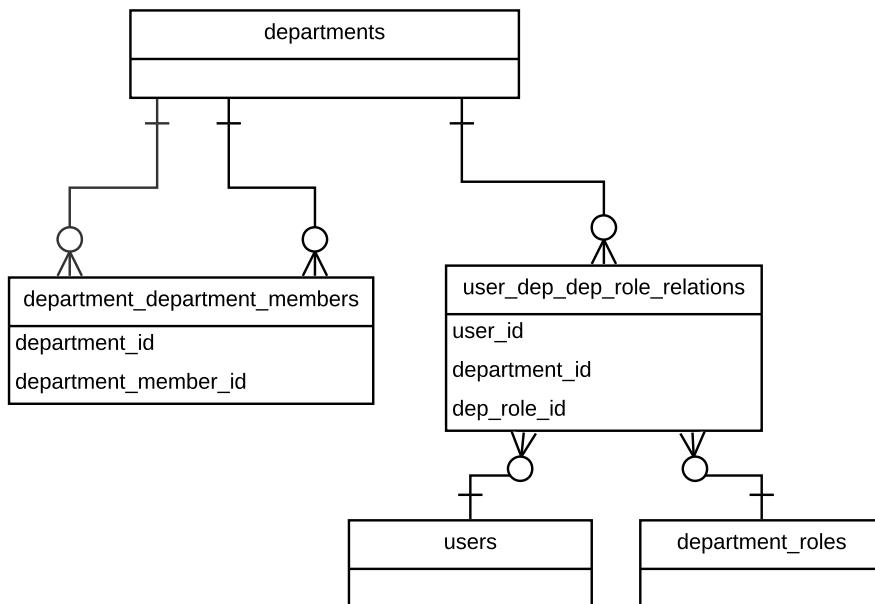 departments
department_department_members
department_id
department_member_id
user_dep_dep_role_relations
user_id
department_id
dep_role_id
users
department_roles